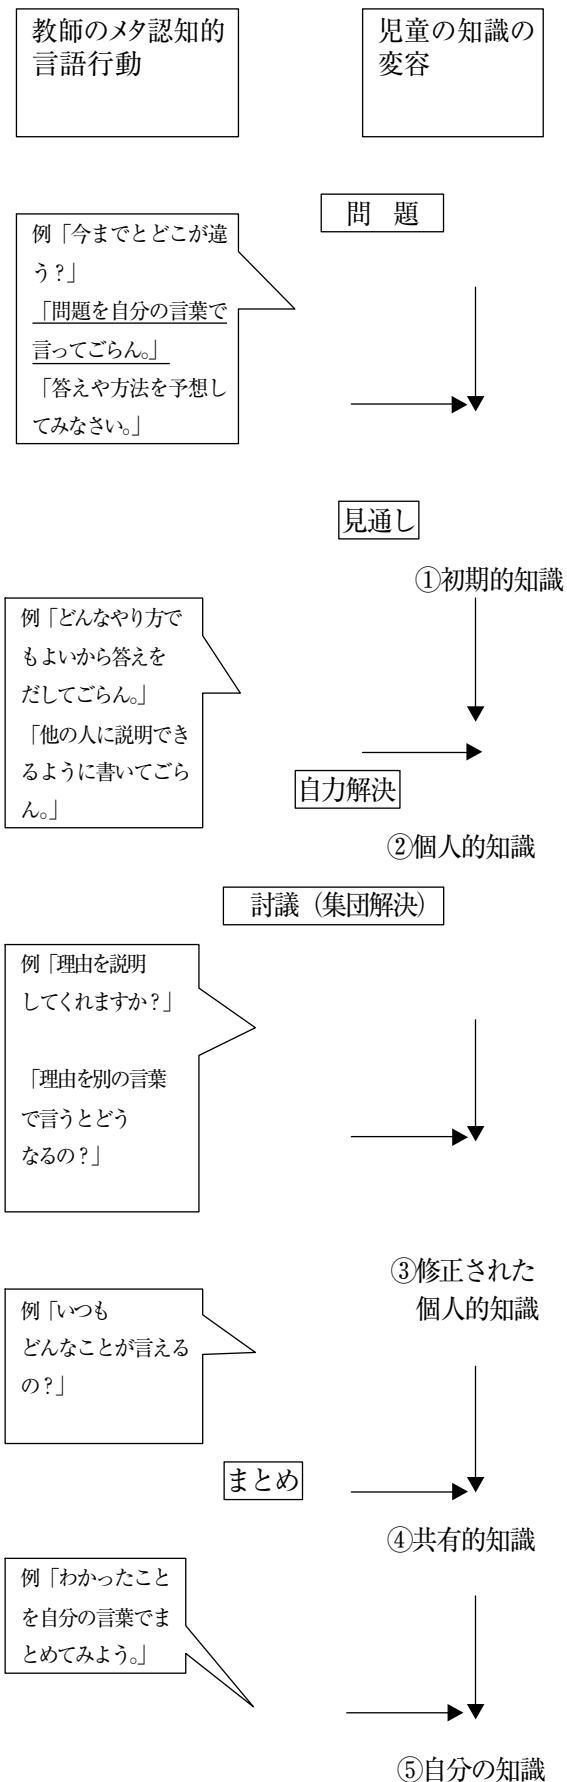 教師のメタ認知的
言語行動
児童の知識の
変容
問　題
例「今までとどこが違
う？」
「問題を自分の言葉で
言ってごらん。」
「答えや方法を予想し
てみなさい。」
見通し
①初期的知識
例「どんなやり方で
もよいから答えを
だしてごらん。」
「他の人に説明でき
るように書いてごら
ん。」
自力解決
②個人的知識
討議（集団解決）
例「理由を説明
してくれますか？」
「理由を別の言葉
で言うとどう
なるの？」
③修正された
個人的知識
例「いつも
どんなことが言える
の？」
まとめ
④共有的知識
例「わかったこと
を自分の言葉でま
とめてみよう。」
⑤自分の知識